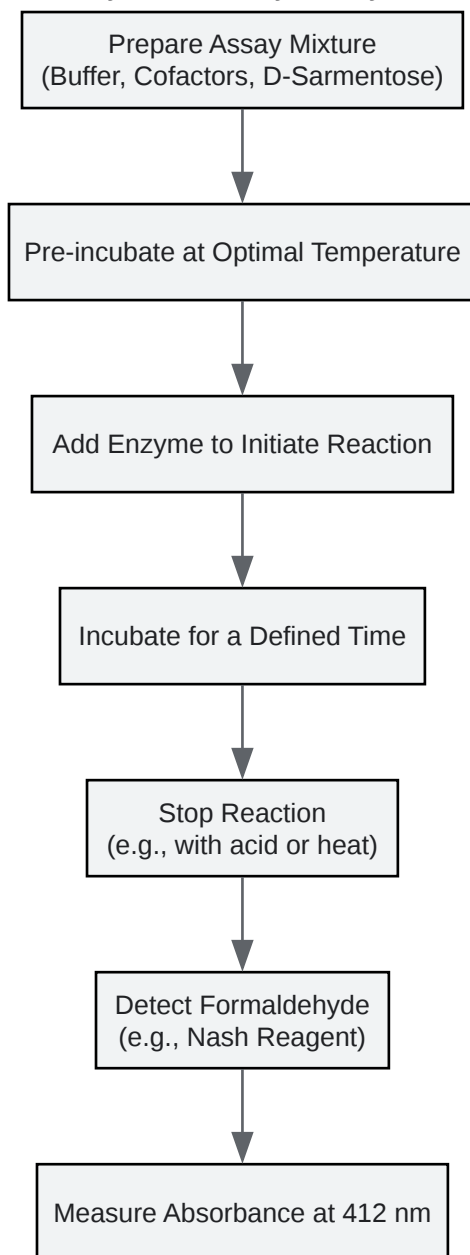 Prepare Assay Mixture
(Buffer, Cofactors, D-Sarmentose)
Pre-incubate at Optimal Temperature
Add Enzyme to Initiate Reaction
Incubate for a Defined Time
Stop Reaction
(e.g., with acid or heat)
Detect Formaldehyde
(e.g., Nash Reagent)
Measure Absorbance at 412 nm